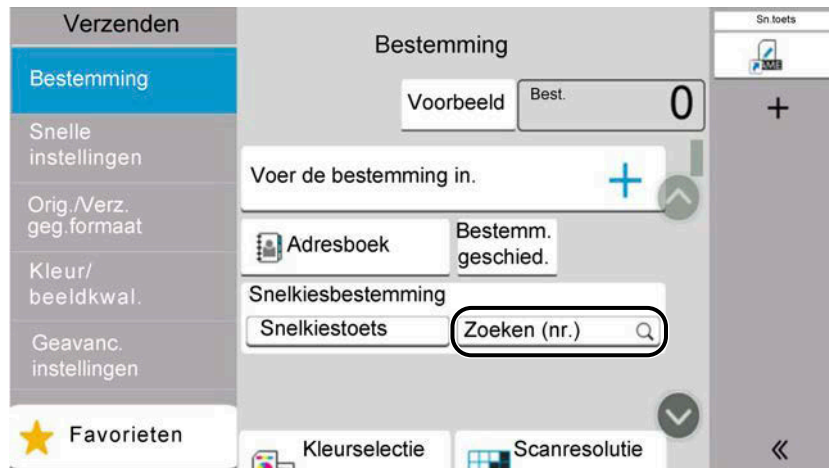 Verzenden
Bestemming
Snelle
instellingen
Orig./Verz.
geg.formaat
Kleur/
beeldkwal.
Geavanc.
instellingen
Favorieten
Bestemming
Voorbeeld
Best.
0
Voer de bestemming in.
Adresboek
Bestemm.
geschied.
Snelkiesbestemming
Snelkiestoets
Zoeken (nr.)
Kleurselectie
Scanresolutie
Sn.toets